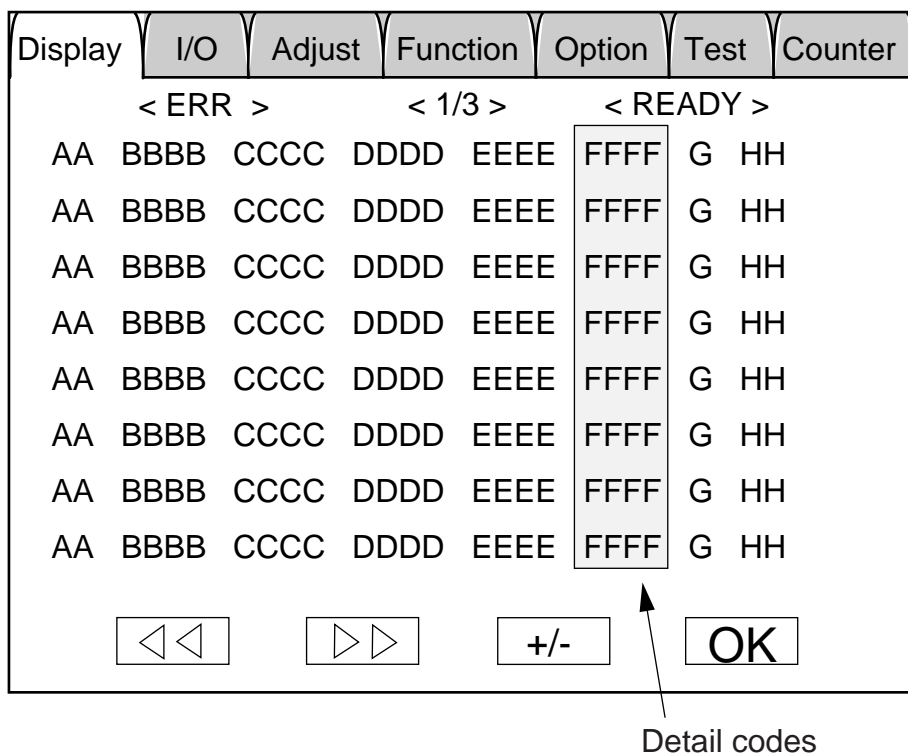 Display I/O Adjust Function Option Test Counter
< ERR > < 1/3 > < READY >
AA BBBB CCCC DDDD EEEE FFFF G HH
AA BBBB CCCC DDDD EEEE FFFF G HH
AA BBBB CCCC DDDD EEEE FFFF G HH
AA BBBB CCCC DDDD EEEE FFFF G HH
AA BBBB CCCC DDDD EEEE FFFF G HH
AA BBBB CCCC DDDD EEEE FFFF G HH
AA BBBB CCCC DDDD EEEE FFFF G HH
AA BBBB CCCC DDDD EEEE FFFF G HH
+/- OK
Detail codes